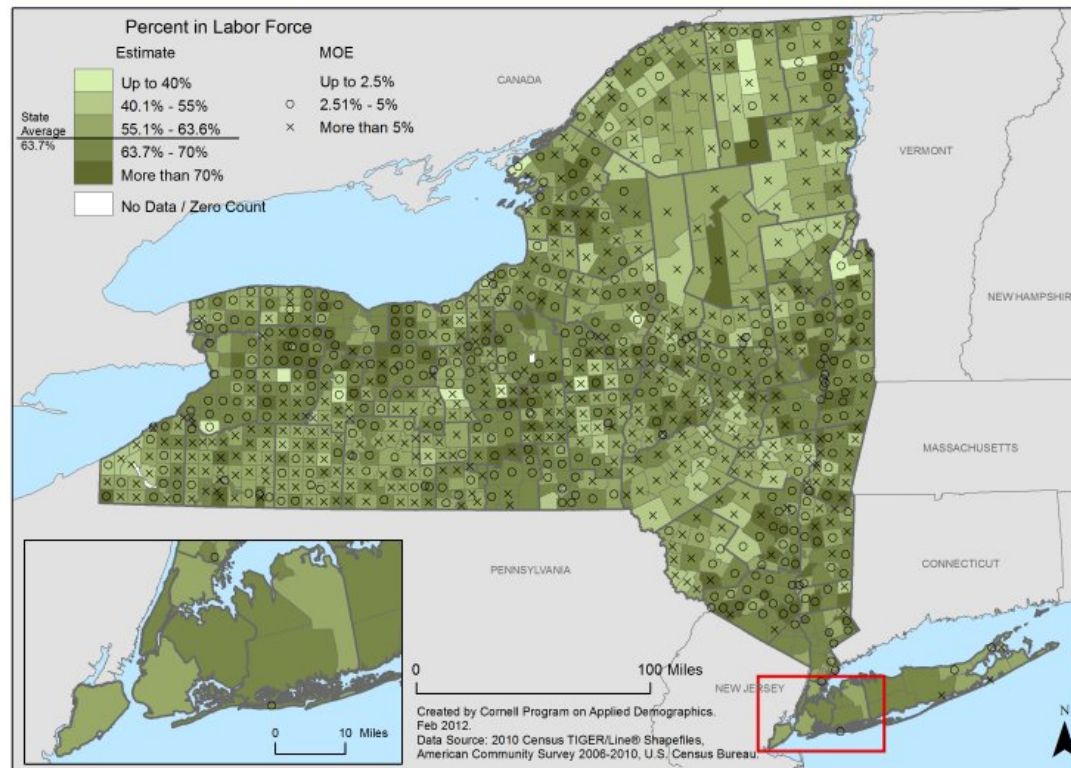 Percent in Labor Force
Estimate
MOE
Up to 40%
40.1% - 55%
55.1% - 63.6%
63.7% - 70%
More than 70%
No Data / Zero Count
State
Average
63.7%
Up to 2.5%
2.51% - 5%
More than 5%
CANADA
VERMONT
NEW HAMPSHIRE
MASSACHUSETTS
CONNECTICUT
PENNSYLVANIA
NEW JERSEY
0 100 Miles
0 10 Miles
Created by Cornell Program on Applied Demographics.
Feb 2012.
Data Source: 2010 Census TIGER/Line® Shapefiles,
American Community Survey 2006-2010, U.S. Census Bureau.
N